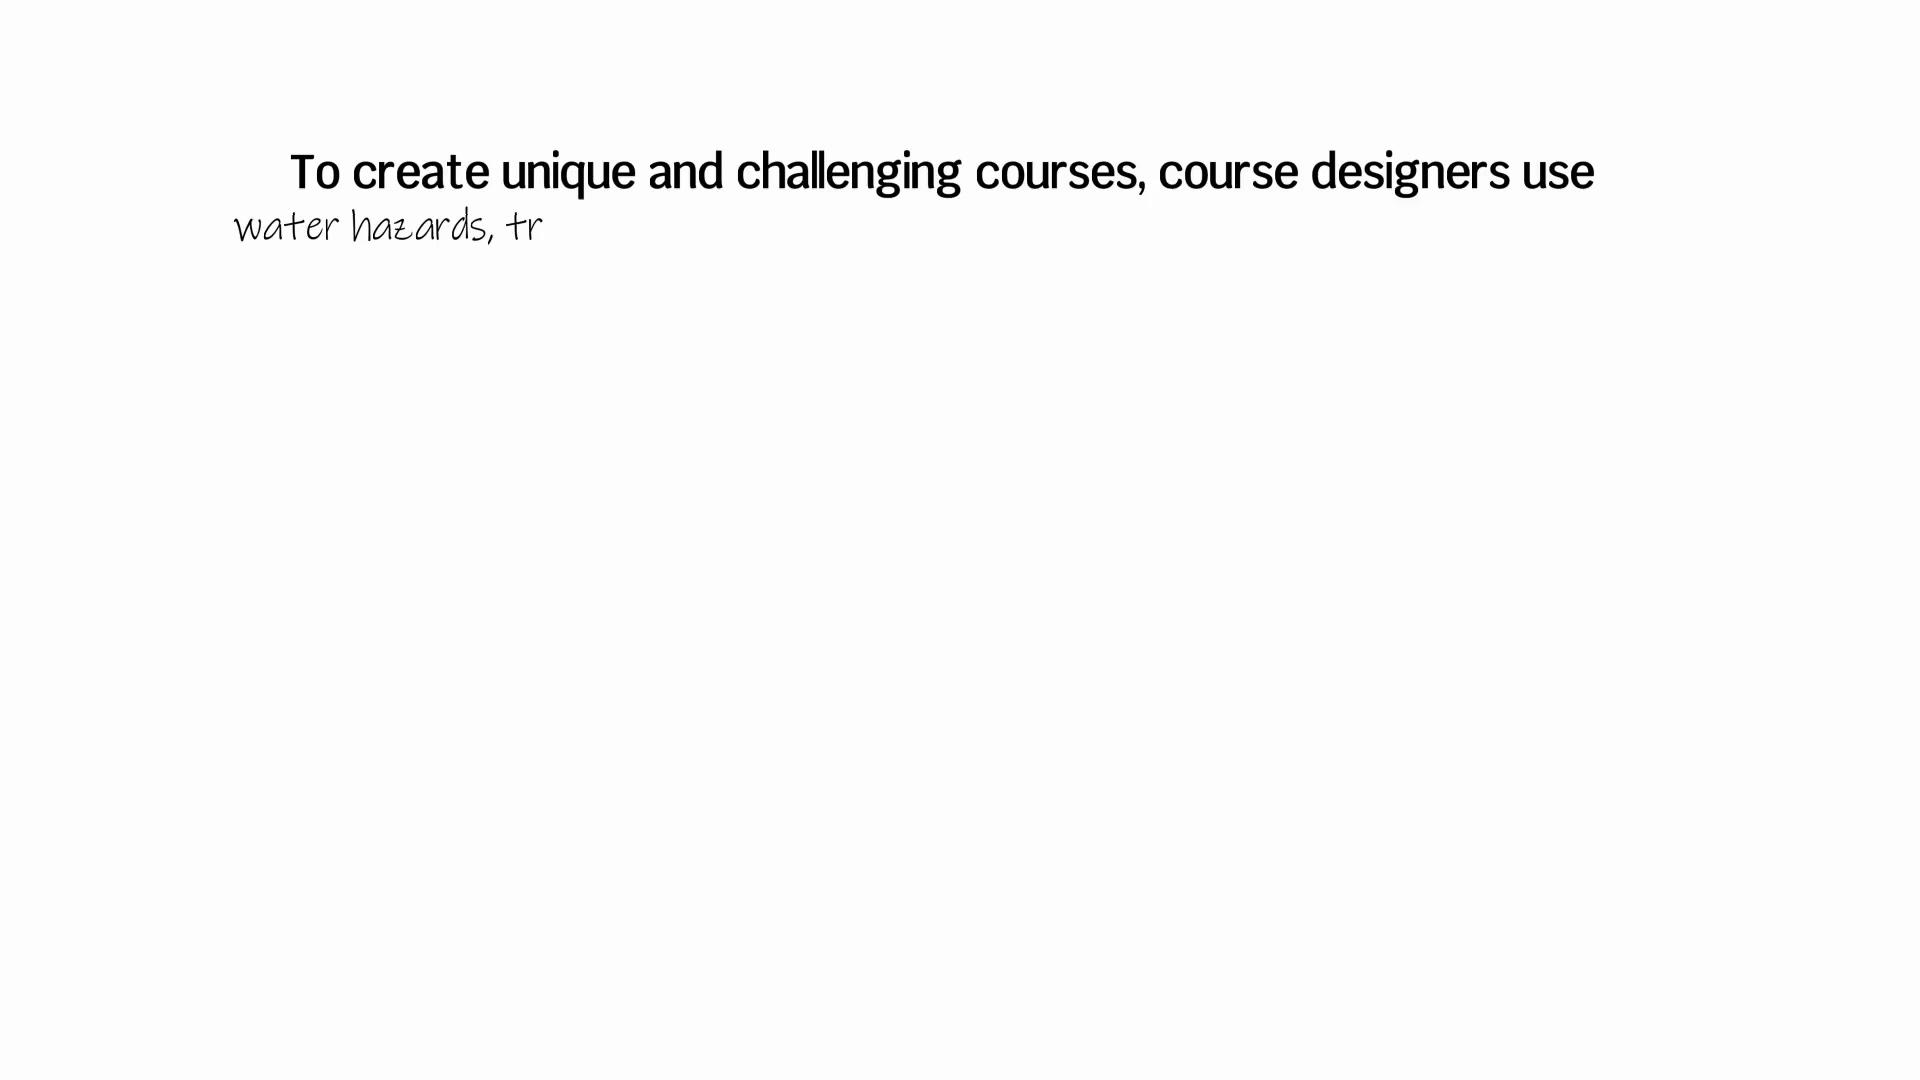 To create unique and challenging courses, course designers use
water hazards, tr